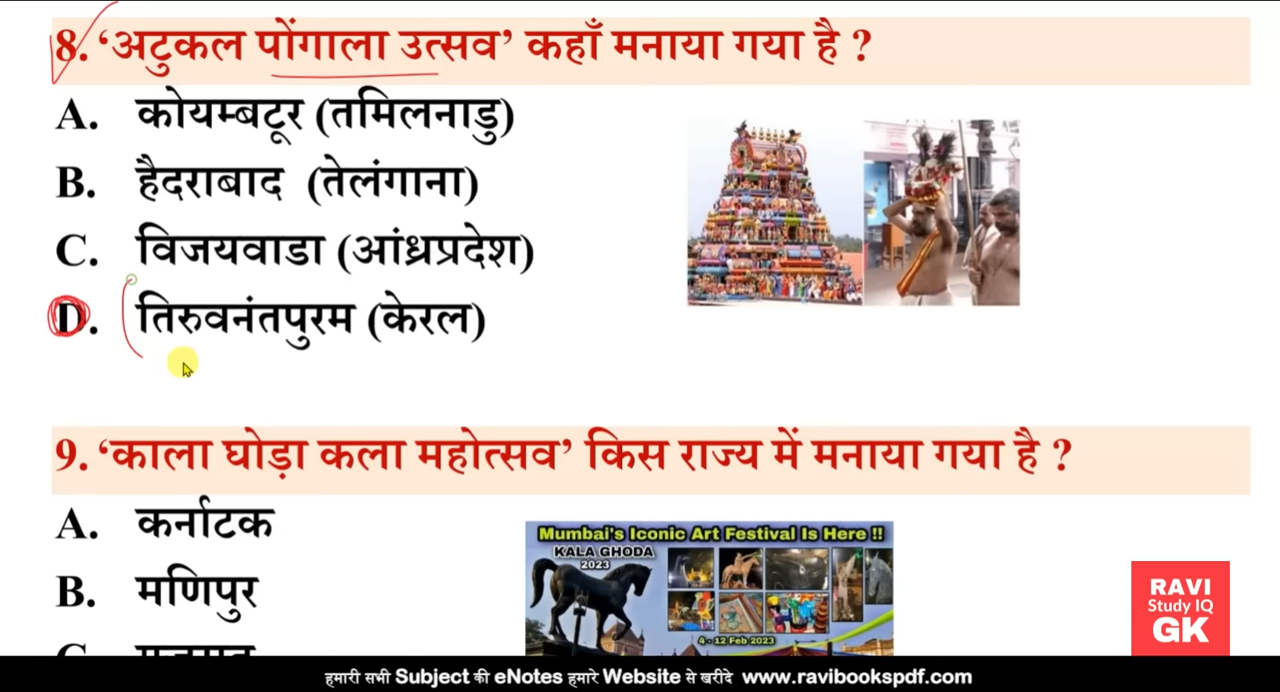 8. ‘अटुकल पोंगाला उत्सव’ कहाँ मनाया गया है ?
A. कोयम्बटूर (तमिलनाडु)
B. हैदराबाद (तेलंगाना)
C. विजयवाडा (आंध्रप्रदेश)
D. तिरुवनंतपुरम (केरल)
9. ‘काला घोड़ा कला महोत्सव’ किस राज्य में मनाया गया है ?
A. कर्नाटक
B. मणिपुर
Mumbai's Iconic Art Festival Is Here !!
KALA GHODA
2023
4 - 12 Feb 2023
RAVI
Study IQ
GK
हमारी सभी Subject की eNotes हमारे Website से खरीदे www.ravibookspdf.com